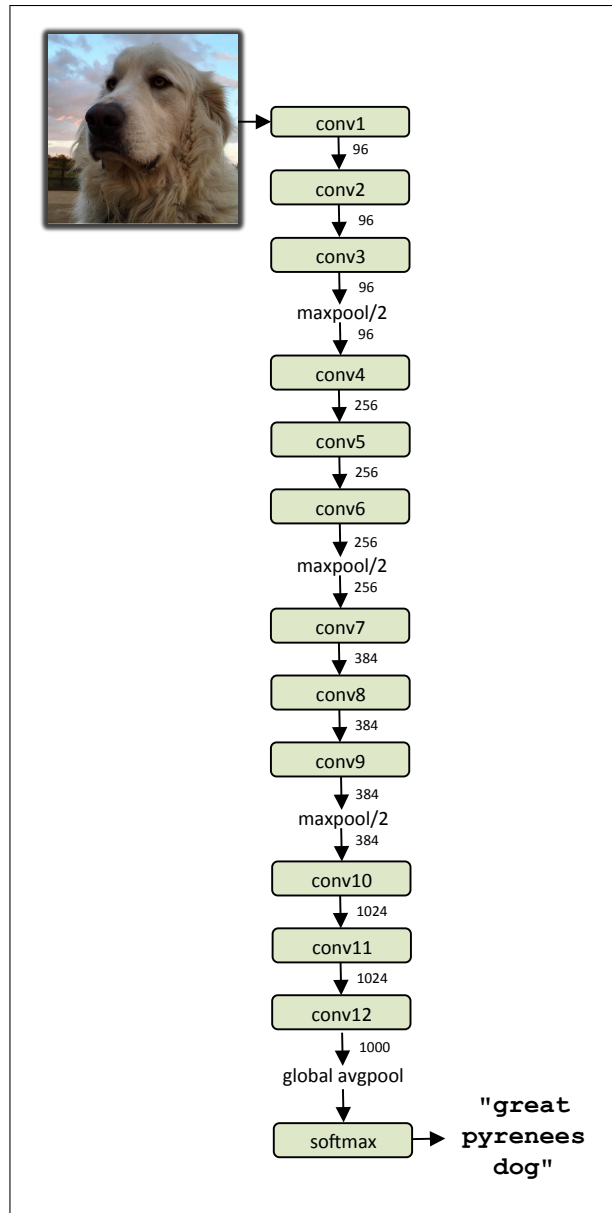 conv1
96
conv2
96
conv3
96
maxpool/2
96
conv4
256
conv5
256
conv6
256
maxpool/2
256
conv7
384
conv8
384
conv9
384
maxpool/2
384
conv10
1024
conv11
1024
conv12
1000
global avgpool
softmax
"great
pyrenees
dog"